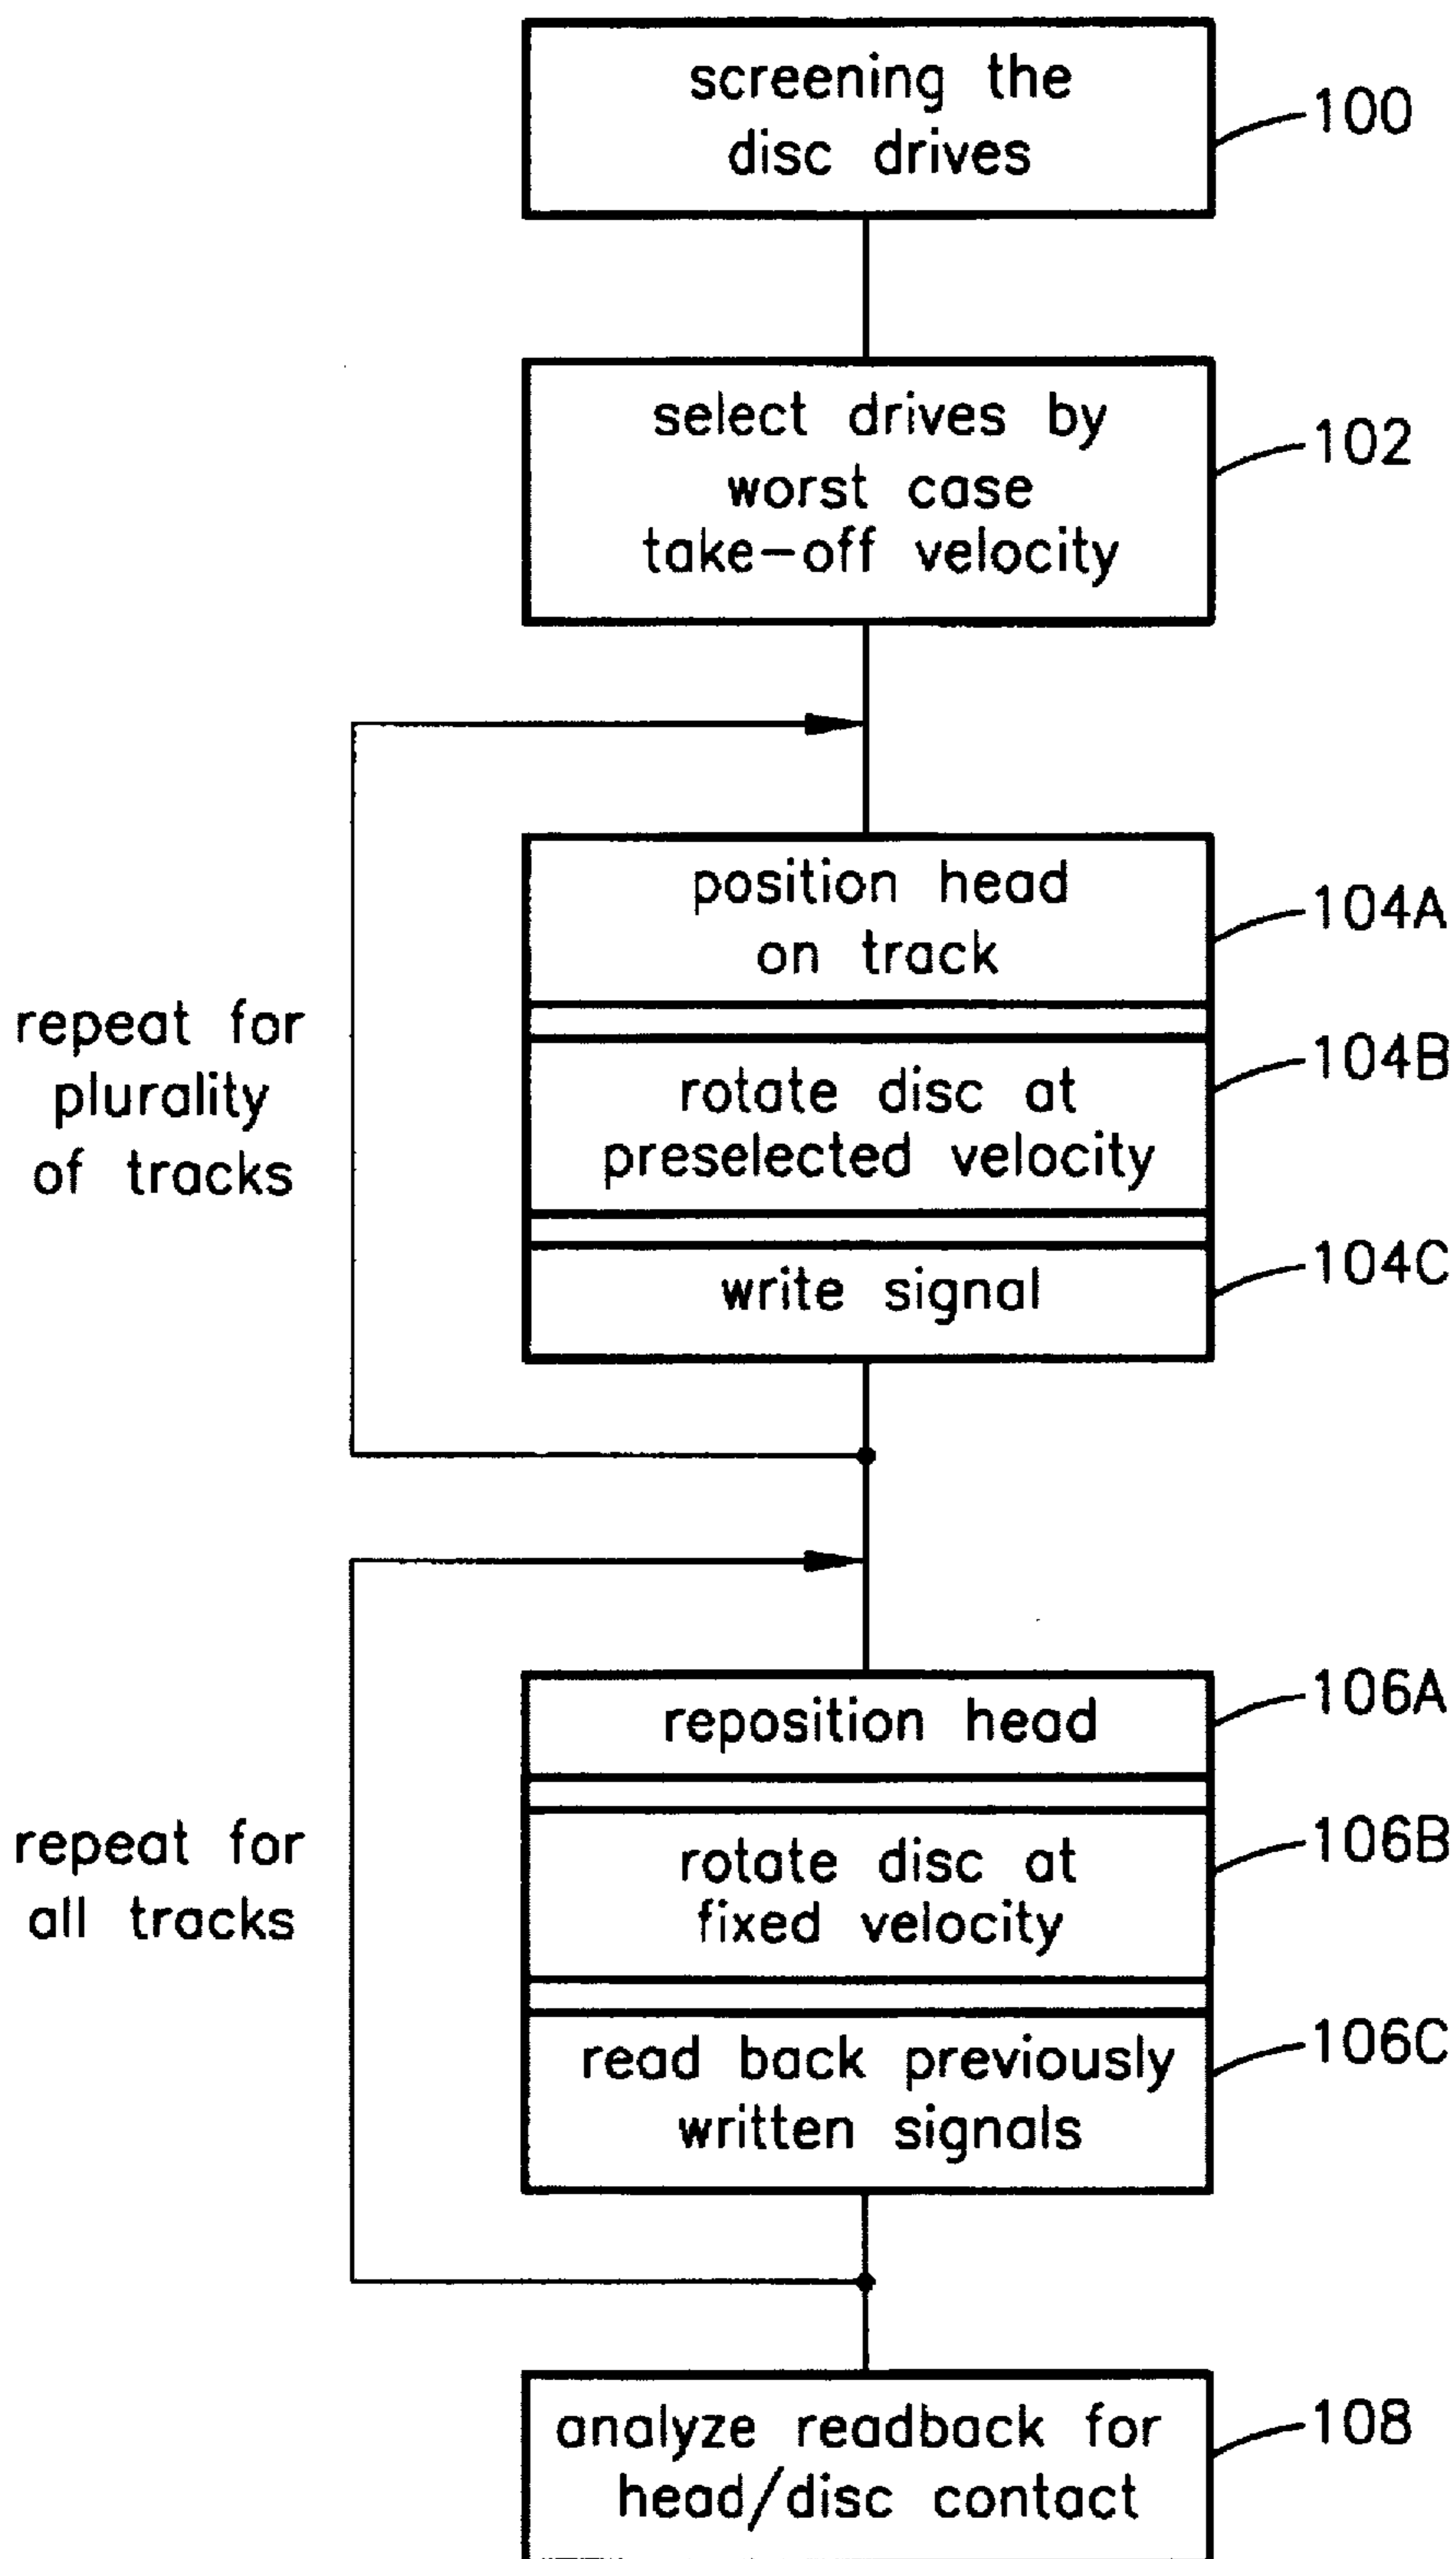 screening the
disc drives
100
select drives by
worst case
take-off velocity
102
position head
on track
104A
repeat for
plurality
of tracks
rotate disc at
preselected velocity
104B
write signal
104C
reposition head
106A
repeat for
all tracks
rotate disc at
fixed velocity
106B
read back previously
written signals
106C
analyze readback for
head/disc contact
108